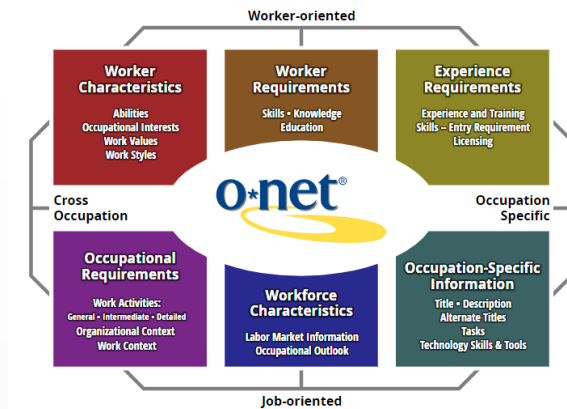 Worker-oriented
Worker
Characteristics
Abilities
Occupational Interests
Work Values
Work Styles
Worker
Requirements
Skills • Knowledge
Education
Experience
Requirements
Experience and Training
Skills – Entry Requirement
Licensing
Cross
Occupation
o*net®
Occupation
Specific
Occupational
Requirements
Work Activities:
General • Intermediate • Detailed
Organizational Context
Work Context
Workforce
Characteristics
Labor Market Information
Occupational Outlook
Occupation-Specific
Information
Title • Description
Alternate Titles
Tasks
Technology Skills & Tools
Job-oriented